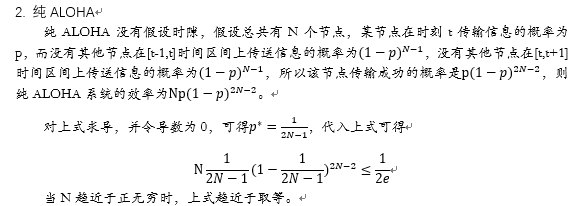 2. 纯 ALOHA↵
纯 ALOHA 没有假设时隙，假设总共有 N 个节点，某节点在时刻 t 传输信息的概率为
p，而没有其他节点在[t-1,t]时间区间上传送信息的概率为(1 − p)^{N−1}，没有其他节点在[t,t+1]
时间区间上传送信息的概率为(1 − p)^{N−1}，所以该节点传输成功的概率是p(1 − p)^{2N−2}，则
纯 ALOHA 系统的效率为Np(1 − p)^{2N−2}。↵
对上式求导，并令导数为 0，可得p* = \frac{1}{2N−1}，代入上式可得↵
N\frac{1}{2N − 1}(1 − \frac{1}{2N − 1})^{2N−2} ≤ \frac{1}{2e}↵
当 N 趋近于正无穷时，上式趋近于取等。↵